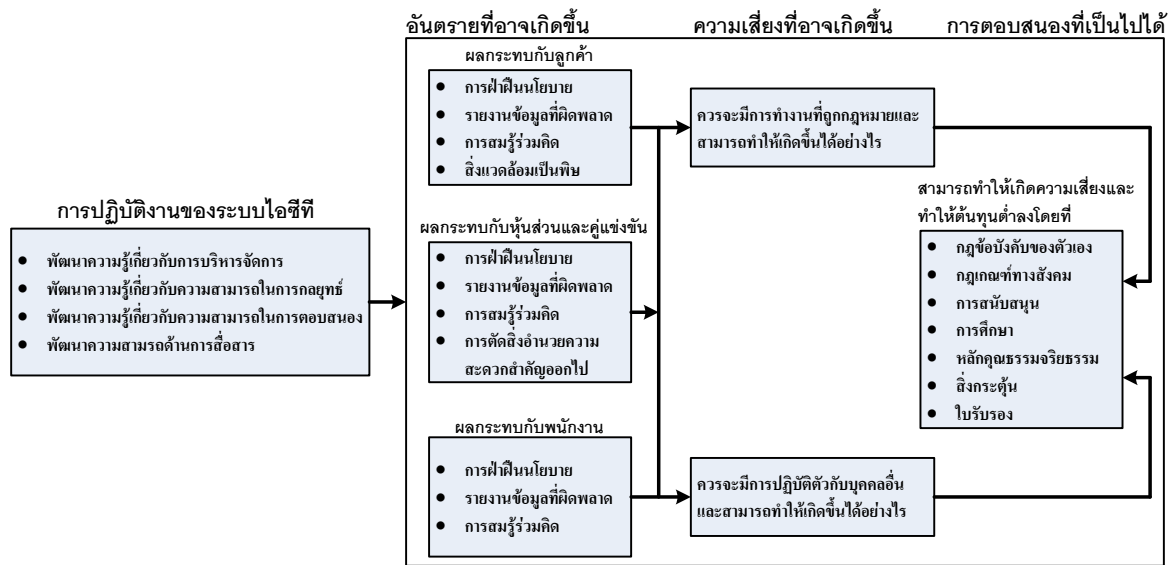 อันตรายที่อาจเกิดขึ้น
ความเสี่ยงที่อาจเกิดขึ้น
การตอบสนองที่เป็นไปได้
ผลกระทบกับลูกค้า
• การฝ่าฝืนนโยบาย
• รายงานข้อมูลที่ผิดพลาด
• การสมรู้ร่วมคิด
• สิ่งแวดล้อมเป็นพิษ
ควรจะมีการทำงานที่ถูกกฎหมายและ
สามารถทำให้เกิดขึ้นได้อย่างไร
การปฏิบัติงานของระบบไอซีที
• พัฒนาความรู้เกี่ยวกับการบริหารจัดการ
• พัฒนาความรู้เกี่ยวกับความสามารถในการกลยุทธ์
• พัฒนาความรู้เกี่ยวกับความสามารถในการตอบสนอง
• พัฒนาความสามรถด้านการสื่อสาร
ผลกระทบกับหุ้นส่วนและคู่แข่งขัน
• การฝ่าฝืนนโยบาย
• รายงานข้อมูลที่ผิดพลาด
• การสมรู้ร่วมคิด
• การตัดสิ่งอำนวยความ
สะดวกสำคัญออกไป
สามารถทำให้เกิดความเสี่ยงและ
ทำให้ต้นทุนต่ำลงโดยที่
• กฎข้อบังคับของตัวเอง
• กฎเกณฑ์ทางสังคม
• การสนับสนุน
• การศึกษา
• หลักคุณธรรมจริยธรรม
• สิ่งกระตุ้น
• ใบรับรอง
ผลกระทบกับพนักงาน
• การฝ่าฝืนนโยบาย
• รายงานข้อมูลที่ผิดพลาด
• การสมรู้ร่วมคิด
ควรจะมีการปฏิบัติตัวกับบุคคลอื่น
และสามารถทำให้เกิดขึ้นได้อย่างไร